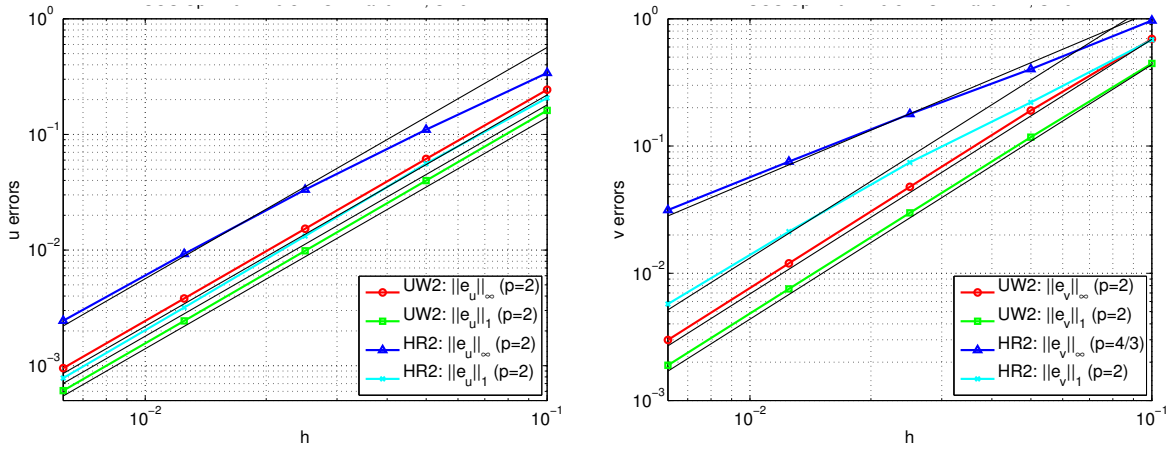 10^0
10^-1
10^-2
10^-3
u errors
10^-2
10^-1
h
UW2: ||e_u||_∞ (p=2)
UW2: ||e_u||_1 (p=2)
HR2: ||e_u||_∞ (p=2)
HR2: ||e_u||_1 (p=2)
10^0
10^-1
10^-2
10^-3
v errors
10^-2
10^-1
h
UW2: ||e_v||_∞ (p=2)
UW2: ||e_v||_1 (p=2)
HR2: ||e_v||_∞ (p=4/3)
HR2: ||e_v||_1 (p=2)